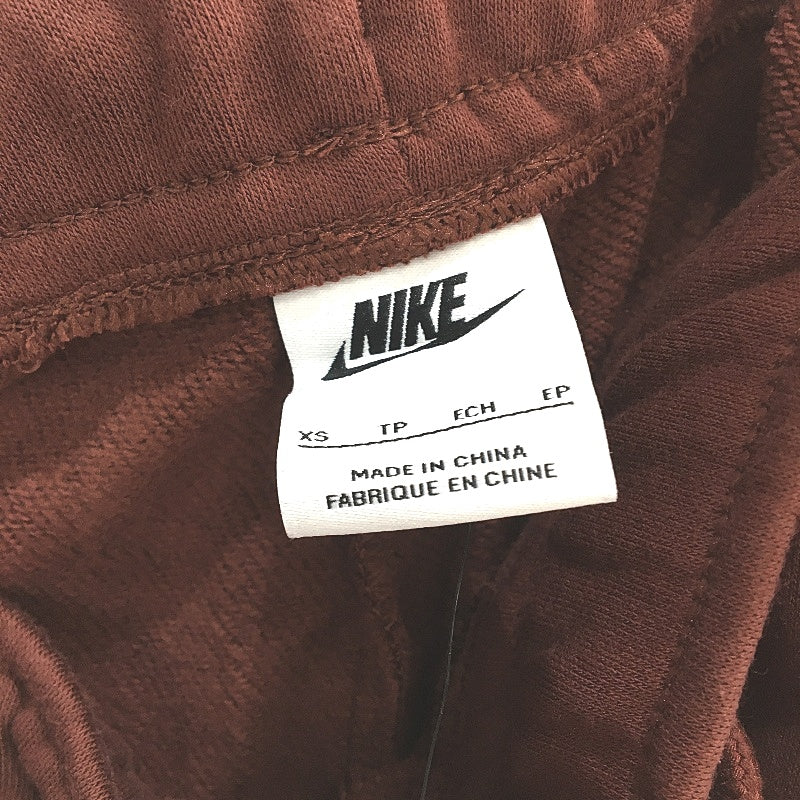 NIKE
XS TP ECH EP
MADE IN CHINA
FABRIQUE EN CHINE